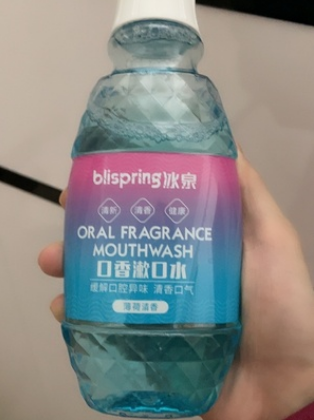 blispring冰泉
清新 清香 健康
ORAL FRAGRANCE
MOUTHWASH
口香漱口水
缓解口腔异味 清香口气
薄荷清香